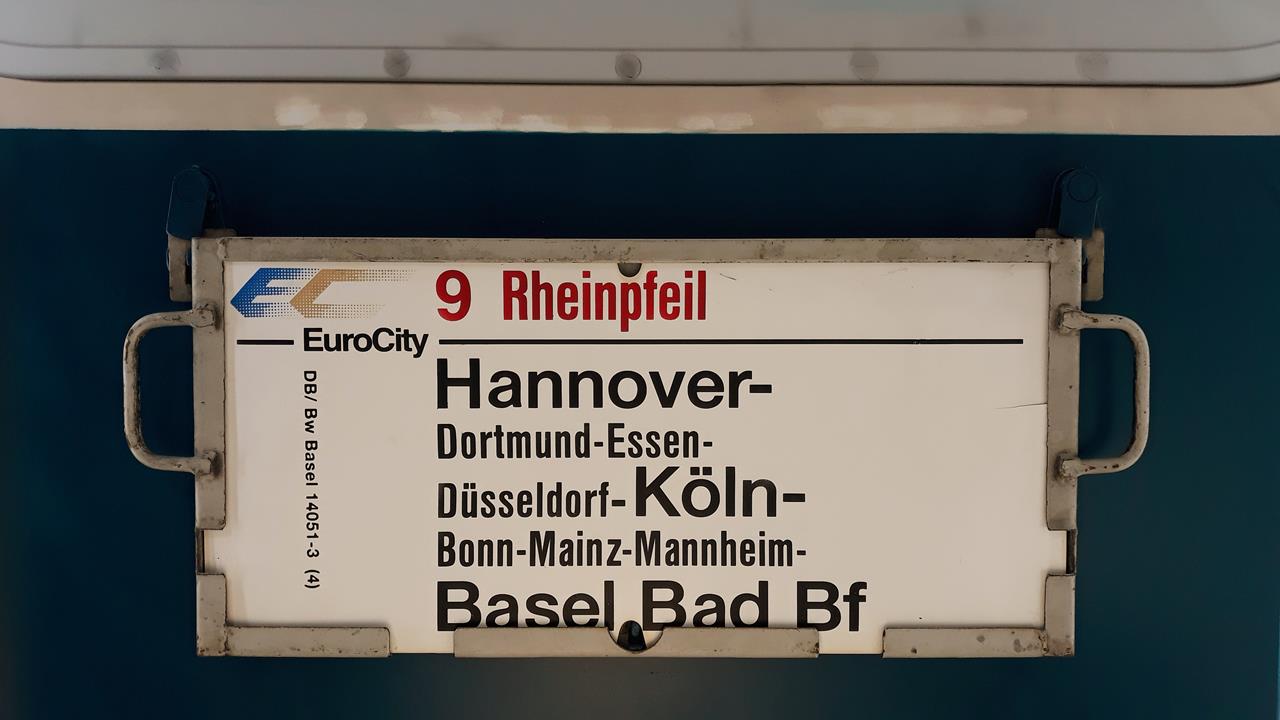 EC 9 Rheinpfeil
EuroCity
DB/ Bw Basel 14051-3 (4)
Hannover-
Dortmund-Essen-
Düsseldorf-Köln-
Bonn-Mainz-Mannheim-
Basel Bad Bf